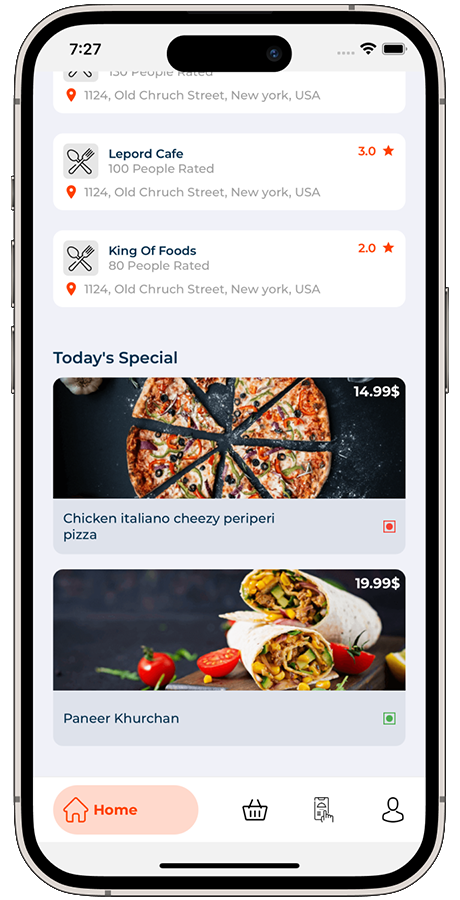 7:27
130 People Rated
1124, Old Chruch Street, New york, USA
Lepord Cafe
3.0
100 People Rated
1124, Old Chruch Street, New york, USA
King Of Foods
2.0
80 People Rated
1124, Old Chruch Street, New york, USA
Today's Special
14.99$
Chicken italiano cheezy periperi
pizza
19.99$
Paneer Khurchan
Home